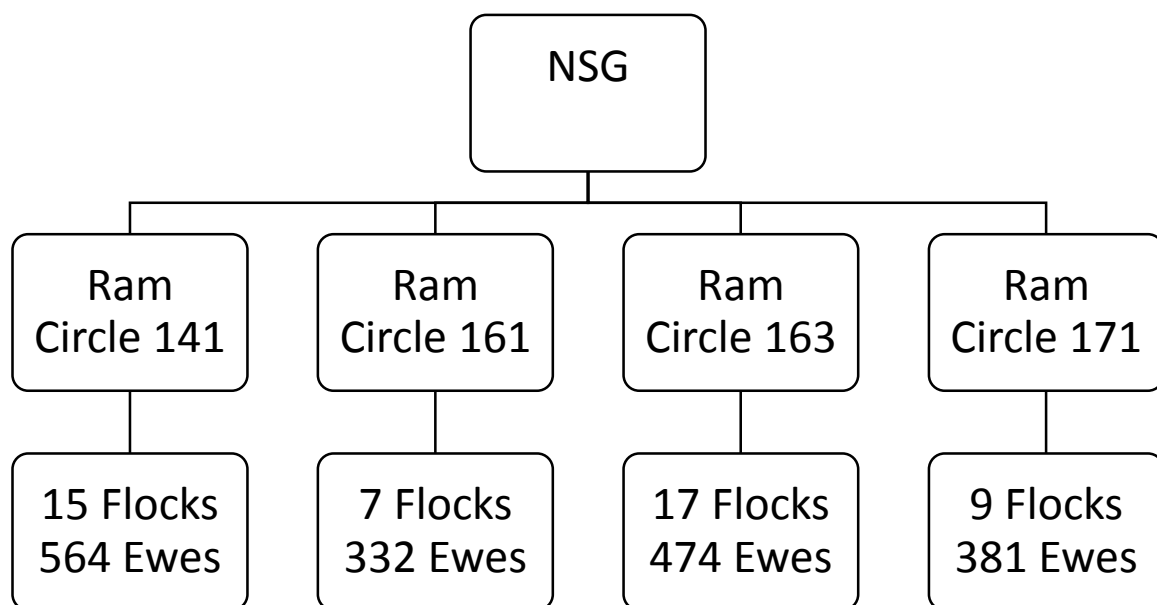 NSG
Ram
Circle 141
Ram
Circle 161
Ram
Circle 163
Ram
Circle 171
15 Flocks
564 Ewes
7 Flocks
332 Ewes
17 Flocks
474 Ewes
9 Flocks
381 Ewes